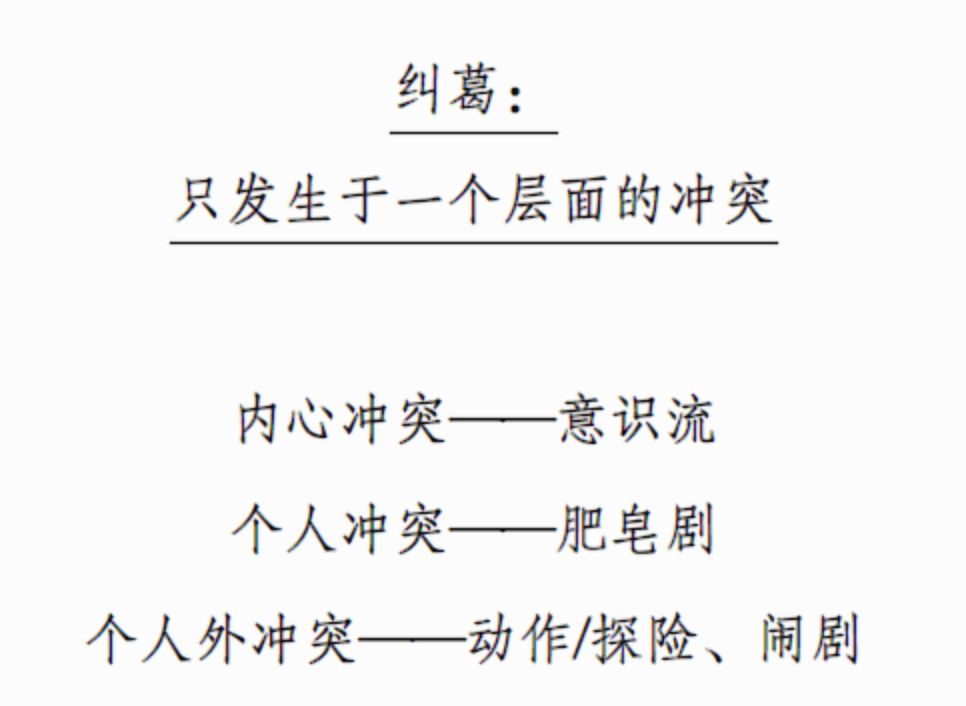 纠葛：
只发生于一个层面的冲突
内心冲突——意识流
个人冲突——肥皂剧
个人外冲突——动作/探险、闹剧